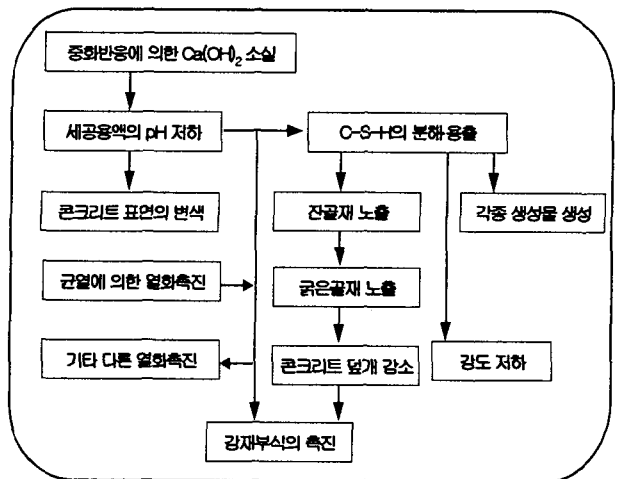 중화반응에 의한 Ca(OH)₂ 소실
세공용액의 pH 저하
C-S-H의 분해·용출
콘크리트 표면의 변색
잔골재 노출
각종 생성물 생성
균열에 의한 열화촉진
굵은골재 노출
기타 다른 열화촉진
콘크리트 덮개 감소
강도 저하
강재부식의 촉진